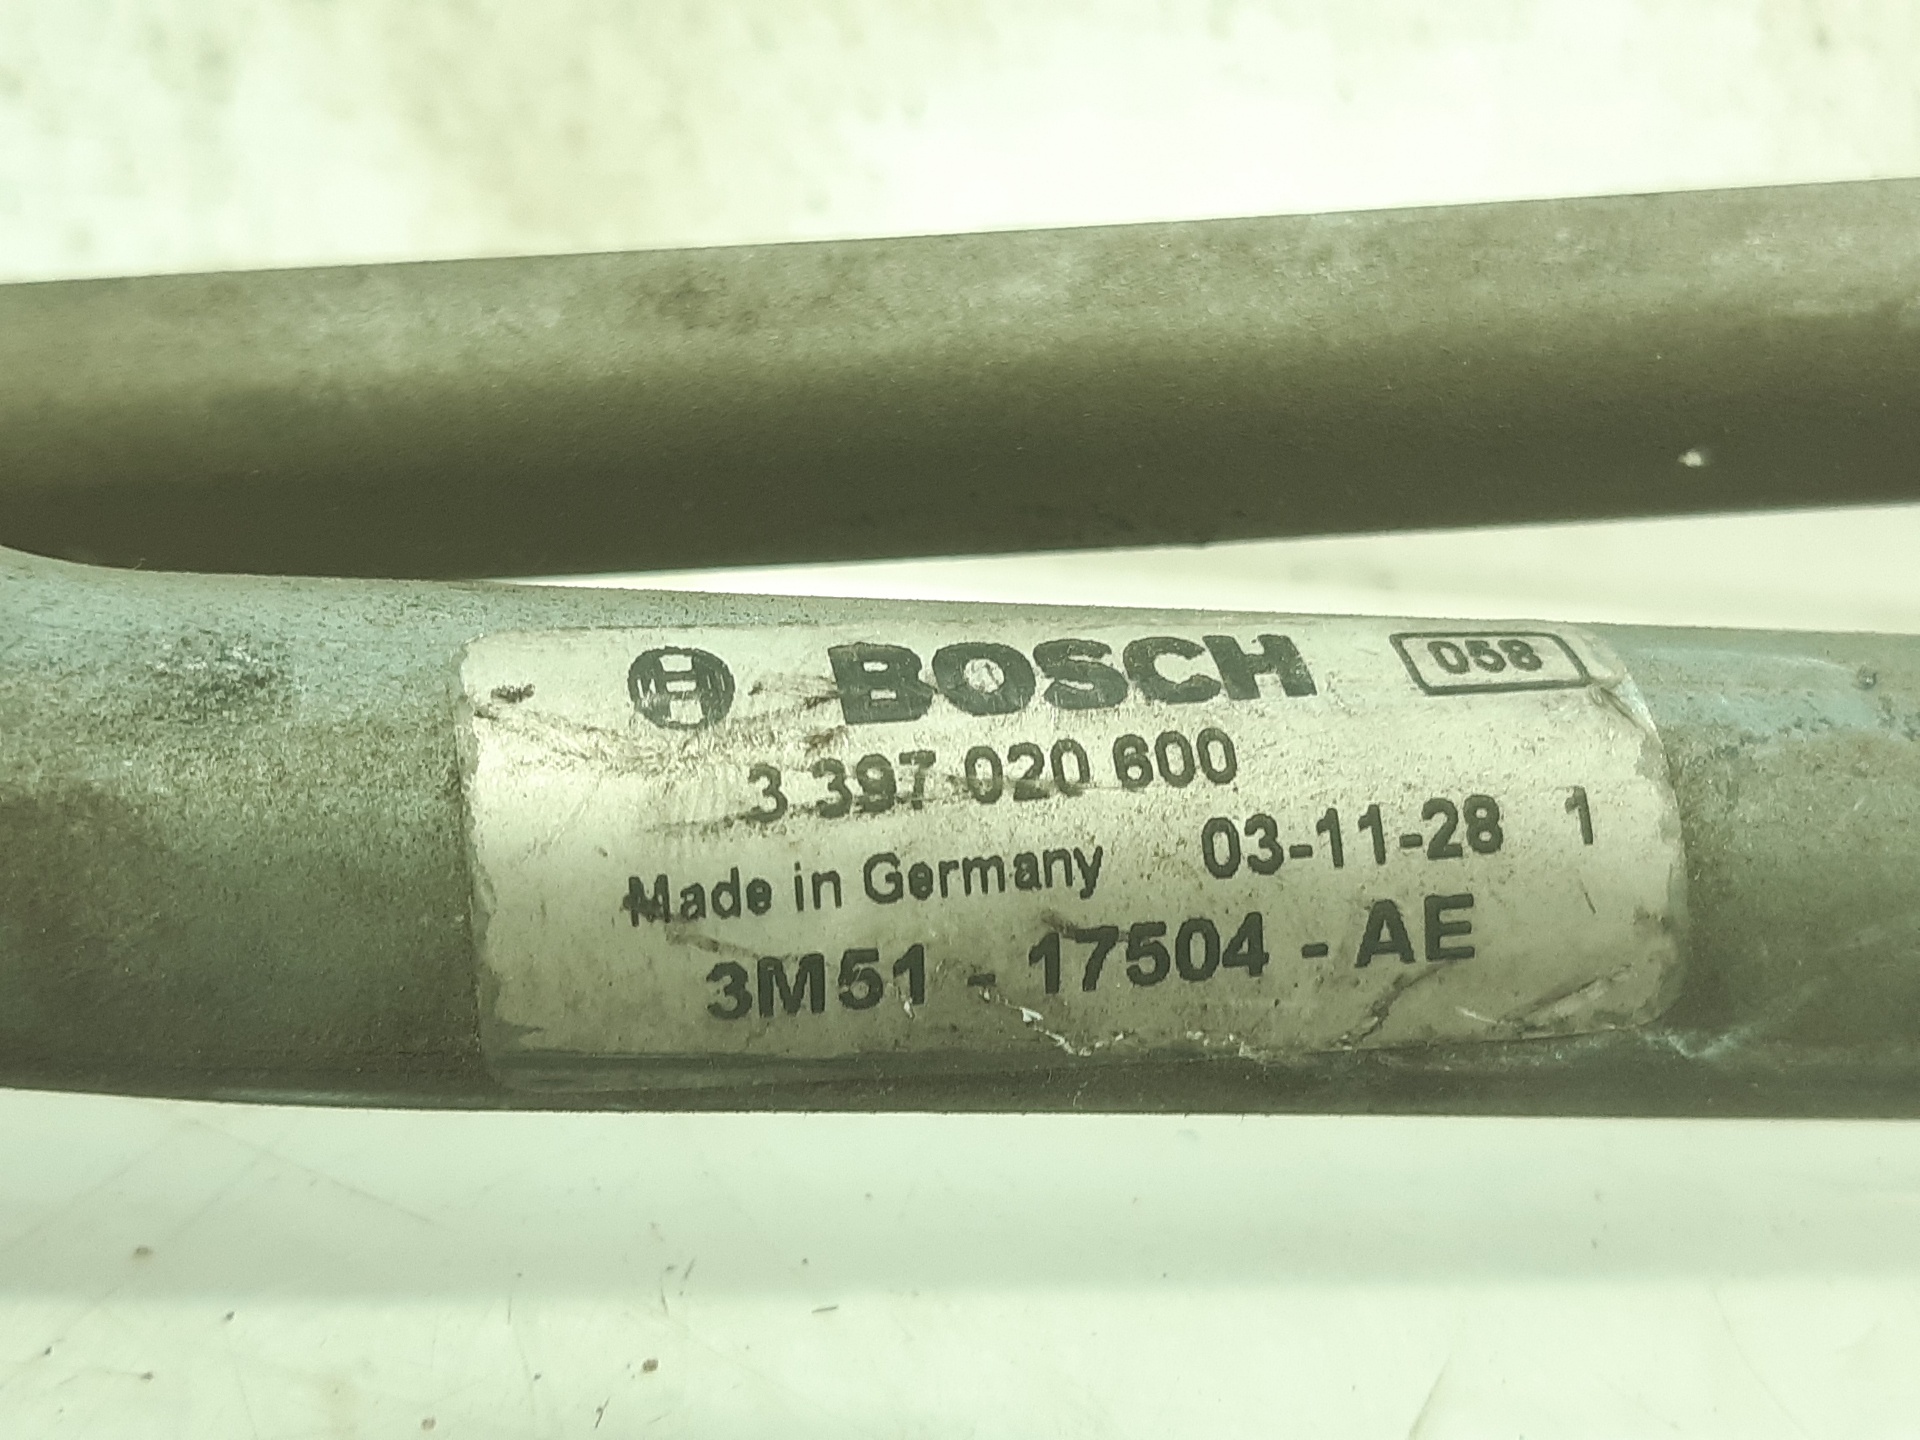 BOSCH 058
3 397 020 600
Made in Germany 03-11-28 1
3M51 - 17504 - AE